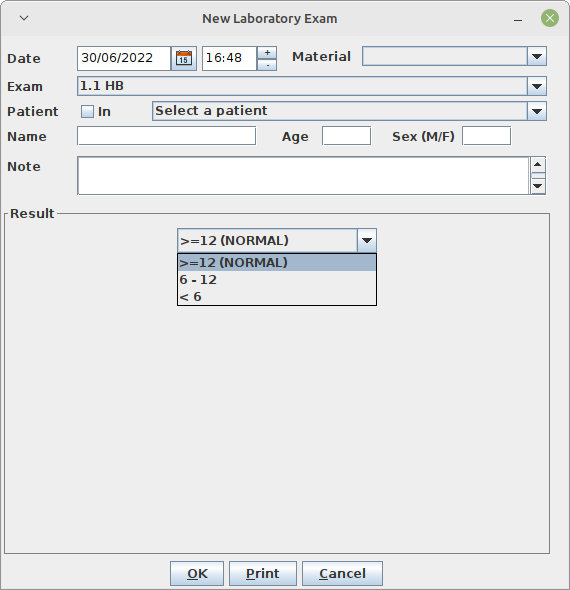 New Laboratory Exam
Date 30/06/2022 15 16:48 + - Material
Exam 1.1 HB
Patient In Select a patient
Name Age Sex (M/F)
Note
Result
>=12 (NORMAL)
>=12 (NORMAL)
6 - 12
< 6
OK Print Cancel